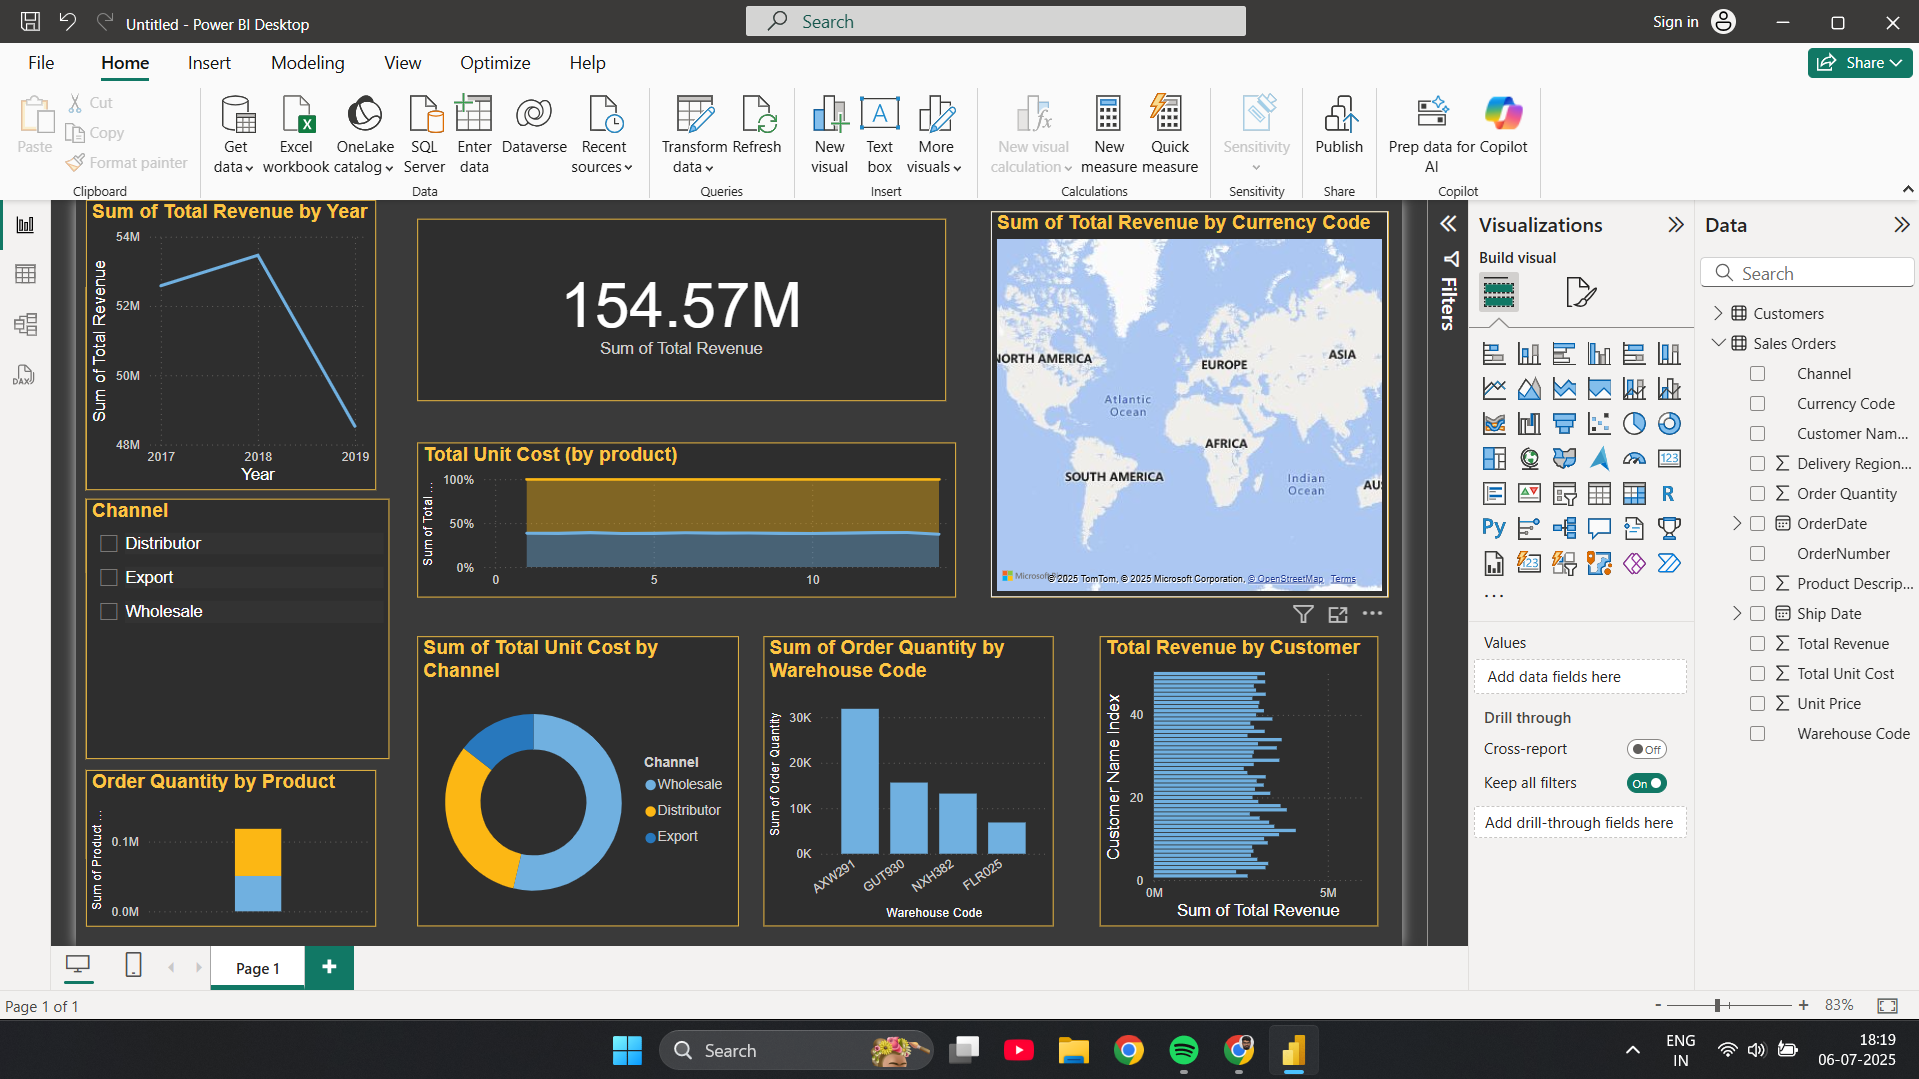 Untitled - Power BI Desktop
Search
Sign in
File
Home
Insert
Modeling
View
Optimize
Help
Share
Paste
Cut
Copy
Format painter
Clipboard
Get
data
Excel
workbook
OneLake
catalog
SQL
Server
Enter
data
Dataverse
Recent
sources
Data
Transform
data
Refresh
Queries
New
visual
Text
box
More
visuals
Insert
New visual
calculation
New
measure
Quick
measure
Calculations
Sensitivity
Sensitivity
Publish
Share
Prep data for
AI
Copilot
Copilot
Sum of Total Revenue by Year
54M
52M
50M
48M
Sum of Total Revenue
2017
2018
2019
Year
154.57M
Sum of Total Revenue
Sum of Total Revenue by Currency Code
NORTH AMERICA
EUROPE
ASIA
Atlantic
Ocean
AFRICA
SOUTH AMERICA
Indian
Ocean
AUS
© 2025 TomTom, © 2025 Microsoft Corporation, © OpenStreetMap Terms
Total Unit Cost (by product)
Sum of Total ...
100%
50%
0%
0
5
10
Channel
Distributor
Export
Wholesale
Order Quantity by Product
Sum of Product ...
0.1M
0.0M
Sum of Total Unit Cost by
Channel
Channel
Wholesale
Distributor
Export
Sum of Order Quantity by
Warehouse Code
Sum of Order Quantity
30K
20K
10K
0K
AXW291
GUT930
NXH382
FLR025
Warehouse Code
Total Revenue by Customer
Customer Name Index
40
20
0
0M
5M
Sum of Total Revenue
Filters
Visualizations
Build visual
123
R
Py
123
...
Values
Add data fields here
Drill through
Cross-report
Off
Keep all filters
On
Add drill-through fields here
Data
Search
Customers
Sales Orders
Channel
Currency Code
Customer Nam...
Delivery Region...
Order Quantity
OrderDate
OrderNumber
Product Descrip...
Ship Date
Total Revenue
Total Unit Cost
Unit Price
Warehouse Code
Page 1
Page 1 of 1
83%
Search
ENG
IN
18:19
06-07-2025